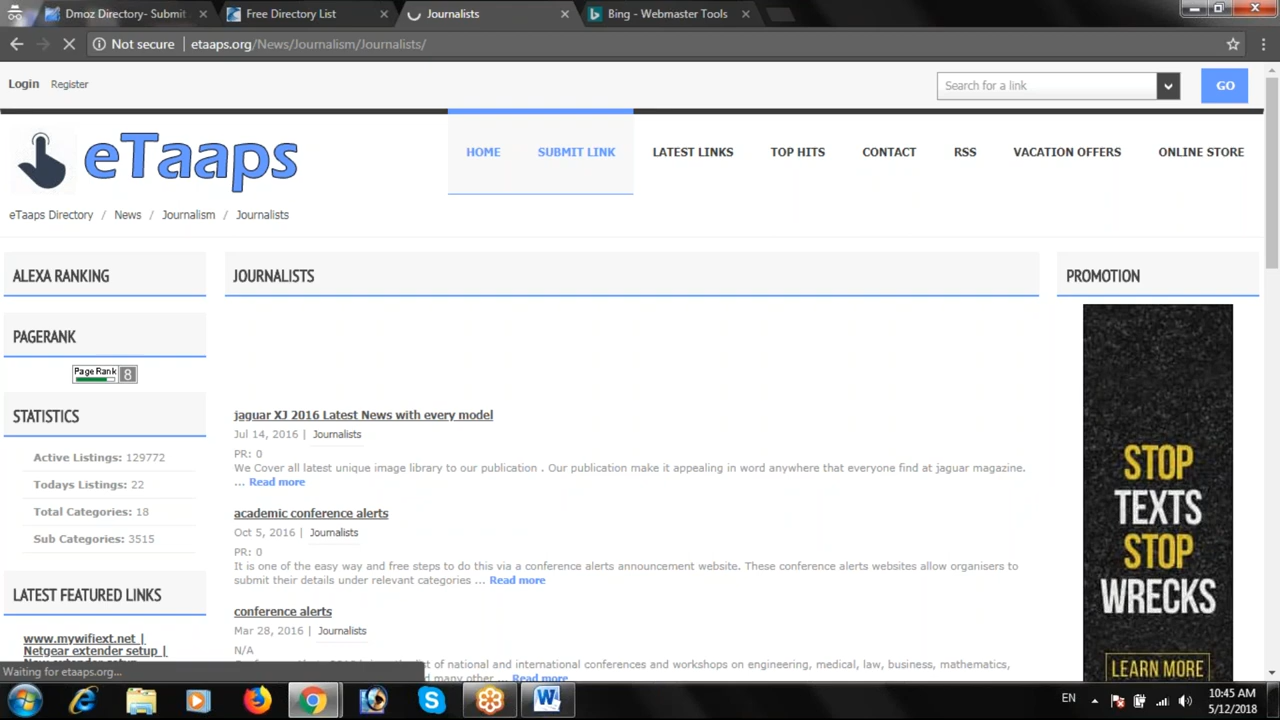 Dmoz Directory- Submit
Free Directory List
Journalists
Bing - Webmaster Tools
Not secure | etaaps.org/News/Journalism/Journalists/
Login Register
Search for a link
GO
eTaaps
HOME SUBMIT LINK LATEST LINKS TOP HITS CONTACT RSS VACATION OFFERS ONLINE STORE
eTaaps Directory / News / Journalism / Journalists
ALEXA RANKING
JOURNALISTS
PROMOTION
PAGERANK
PageRank 8
STATISTICS
Active Listings: 129772
Todays Listings: 22
Total Categories: 18
Sub Categories: 3515
LATEST FEATURED LINKS
www.mywifiext.net |
Netgear extender setup |
jaguar XJ 2016 Latest News with every model
Jul 14, 2016 | Journalists
PR: 0
We Cover all latest unique image library to our publication . Our publication make it appealing in word anywhere that everyone find at jaguar magazine.
... Read more
academic conference alerts
Oct 5, 2016 | Journalists
PR: 0
It is one of the easy way and free steps to do this via a conference alerts announcement website. These conference alerts websites allow organisers to
submit their details under relevant categories ... Read more
conference alerts
Mar 28, 2016 | Journalists
N/A
of national and international conferences and workshops on engineering, medical, law, business, mathematics,
many other ... Read more
STOP
TEXTS
STOP
WRECKS
LEARN MORE
Waiting for etaaps.org...
EN
10:45 AM
5/12/2018